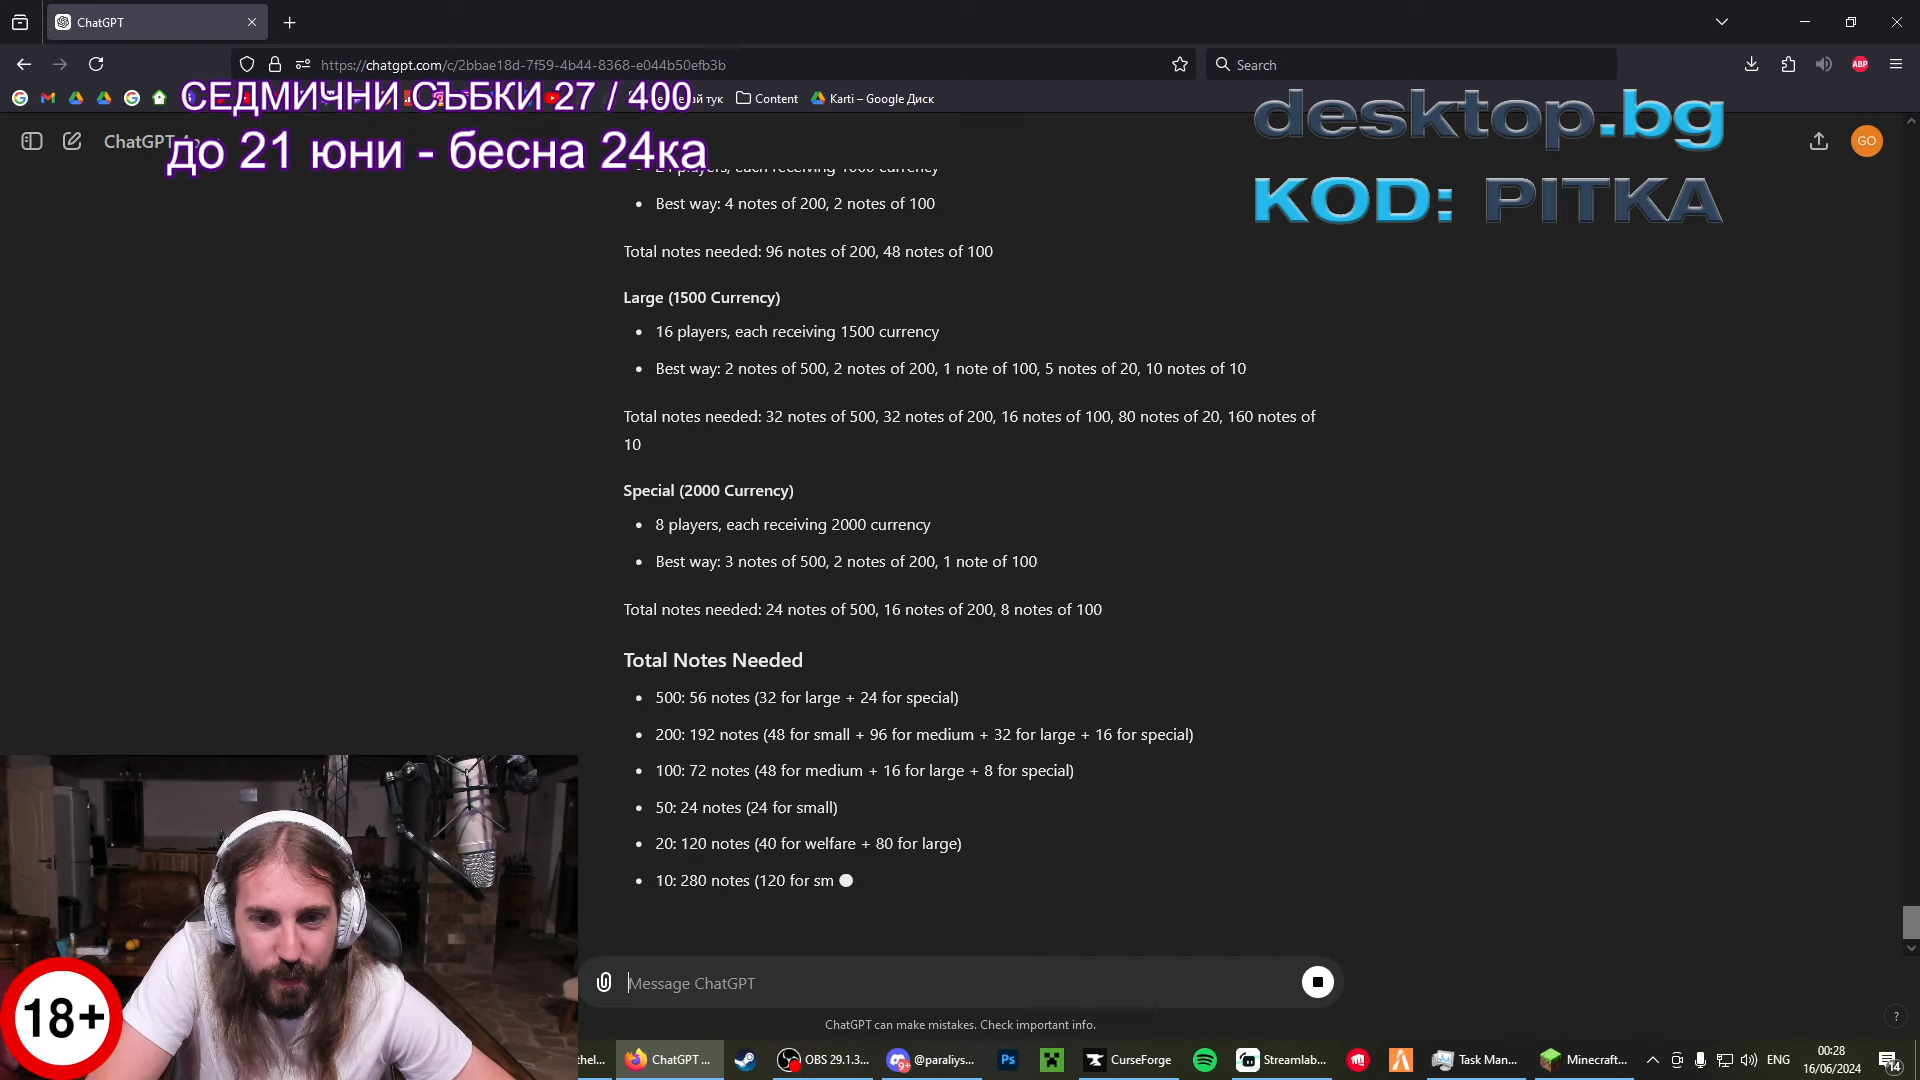 ChatGPT
https://chatgpt.com/c/2bbae18d-7f59-4b44-8368-e044b50efb3b
Search
ABP
СЕДМИЧНИ СЪБКИ 27 / 400
тук
Content
Karti – Google Диск
ChatGPT
до 21 юни - бесна 24ка
desktop.bg
KOD: PITKA
GO
players, each receiving 1000 currency
Best way: 4 notes of 200, 2 notes of 100
Total notes needed: 96 notes of 200, 48 notes of 100
Large (1500 Currency)
16 players, each receiving 1500 currency
Best way: 2 notes of 500, 2 notes of 200, 1 note of 100, 5 notes of 20, 10 notes of 10
Total notes needed: 32 notes of 500, 32 notes of 200, 16 notes of 100, 80 notes of 20, 160 notes of
10
Special (2000 Currency)
8 players, each receiving 2000 currency
Best way: 3 notes of 500, 2 notes of 200, 1 note of 100
Total notes needed: 24 notes of 500, 16 notes of 200, 8 notes of 100
Total Notes Needed
500: 56 notes (32 for large + 24 for special)
200: 192 notes (48 for small + 96 for medium + 32 for large + 16 for special)
100: 72 notes (48 for medium + 16 for large + 8 for special)
50: 24 notes (24 for small)
20: 120 notes (40 for welfare + 80 for large)
10: 280 notes (120 for sm
Message ChatGPT
ChatGPT can make mistakes. Check important info.
?
18+
thel...
ChatGPT ...
OBS 29.1.3...
9+
@paraliys...
Ps
CurseForge
Streamlab...
Task Man...
Minecraft...
ENG
00:28
16/06/2024
14